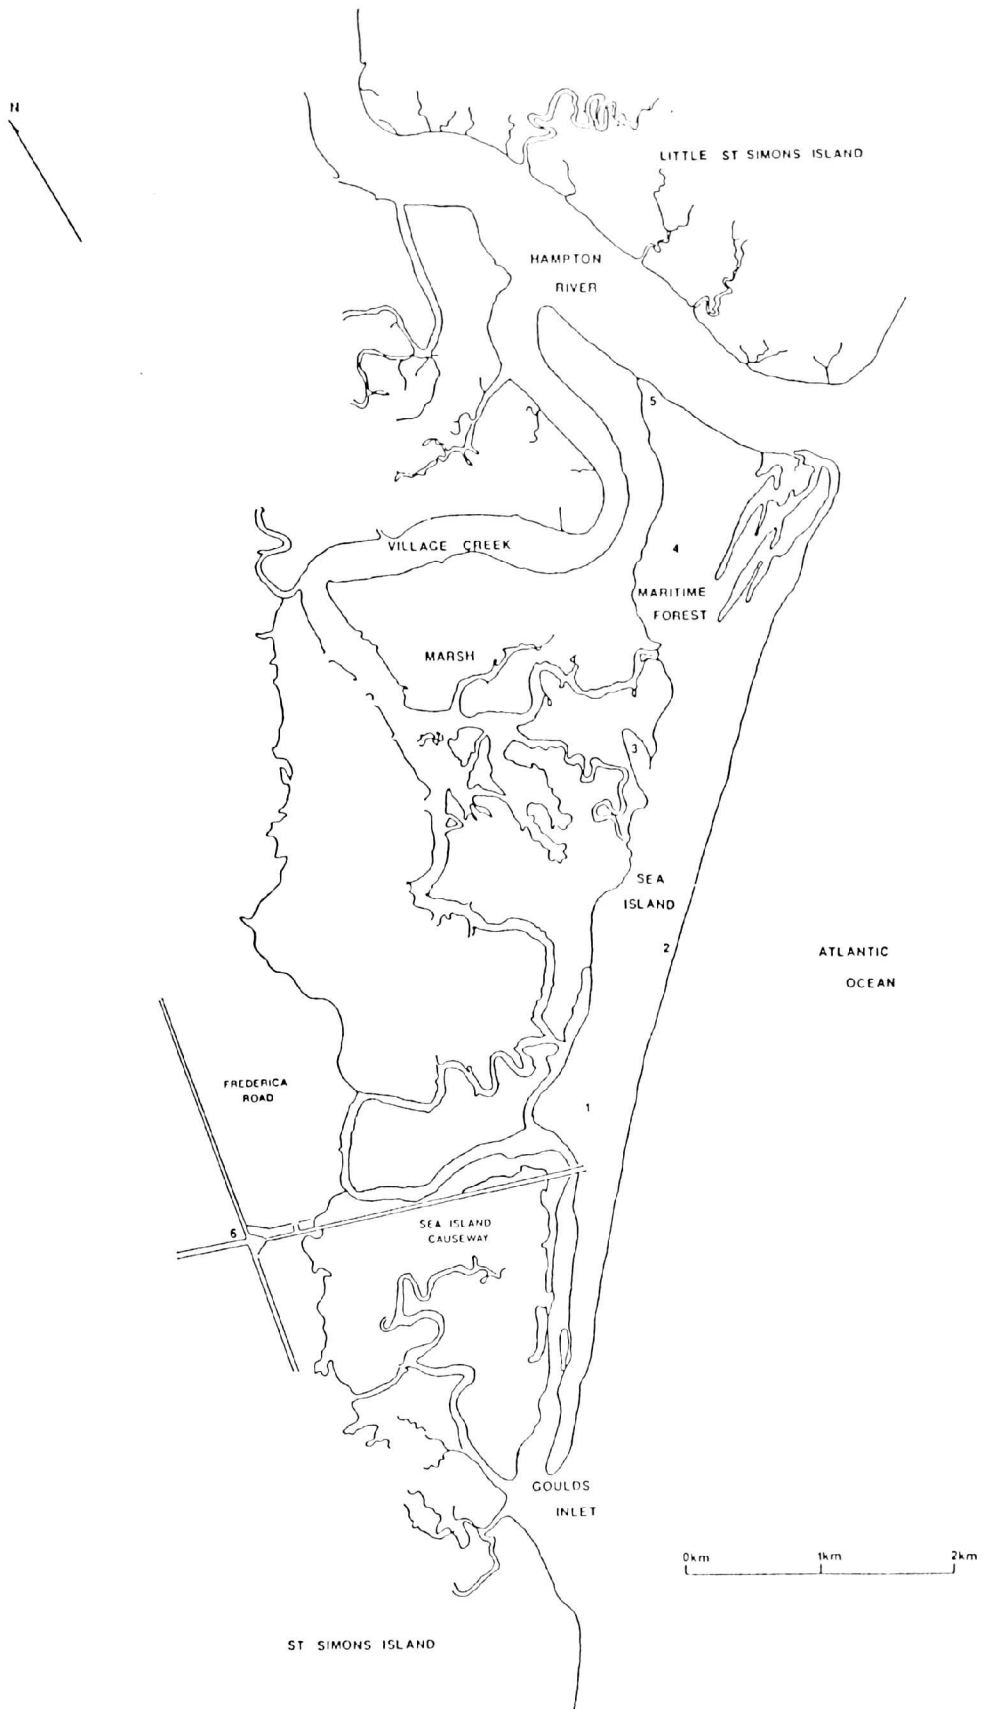 N
LITTLE ST SIMONS ISLAND
HAMPTON
RIVER
5
VILLAGE CREEK
4
MARITIME
FOREST
MARSH
3
SEA
ISLAND
2
ATLANTIC
OCEAN
FREDERICA
ROAD
1
6
SEA ISLAND
CAUSEWAY
GOULDS
INLET
0km 1km 2km
ST SIMONS ISLAND